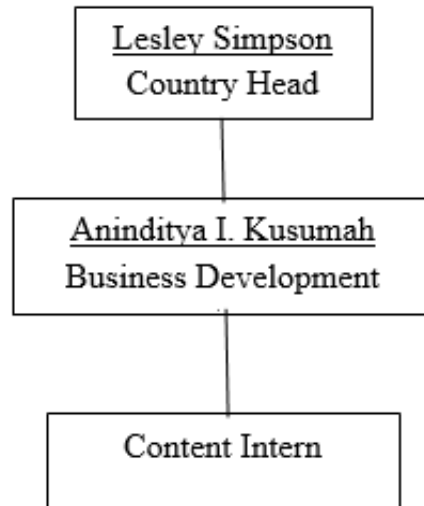 Lesley Simpson
Country Head
Aninditya I. Kusumah
Business Development
Content Intern